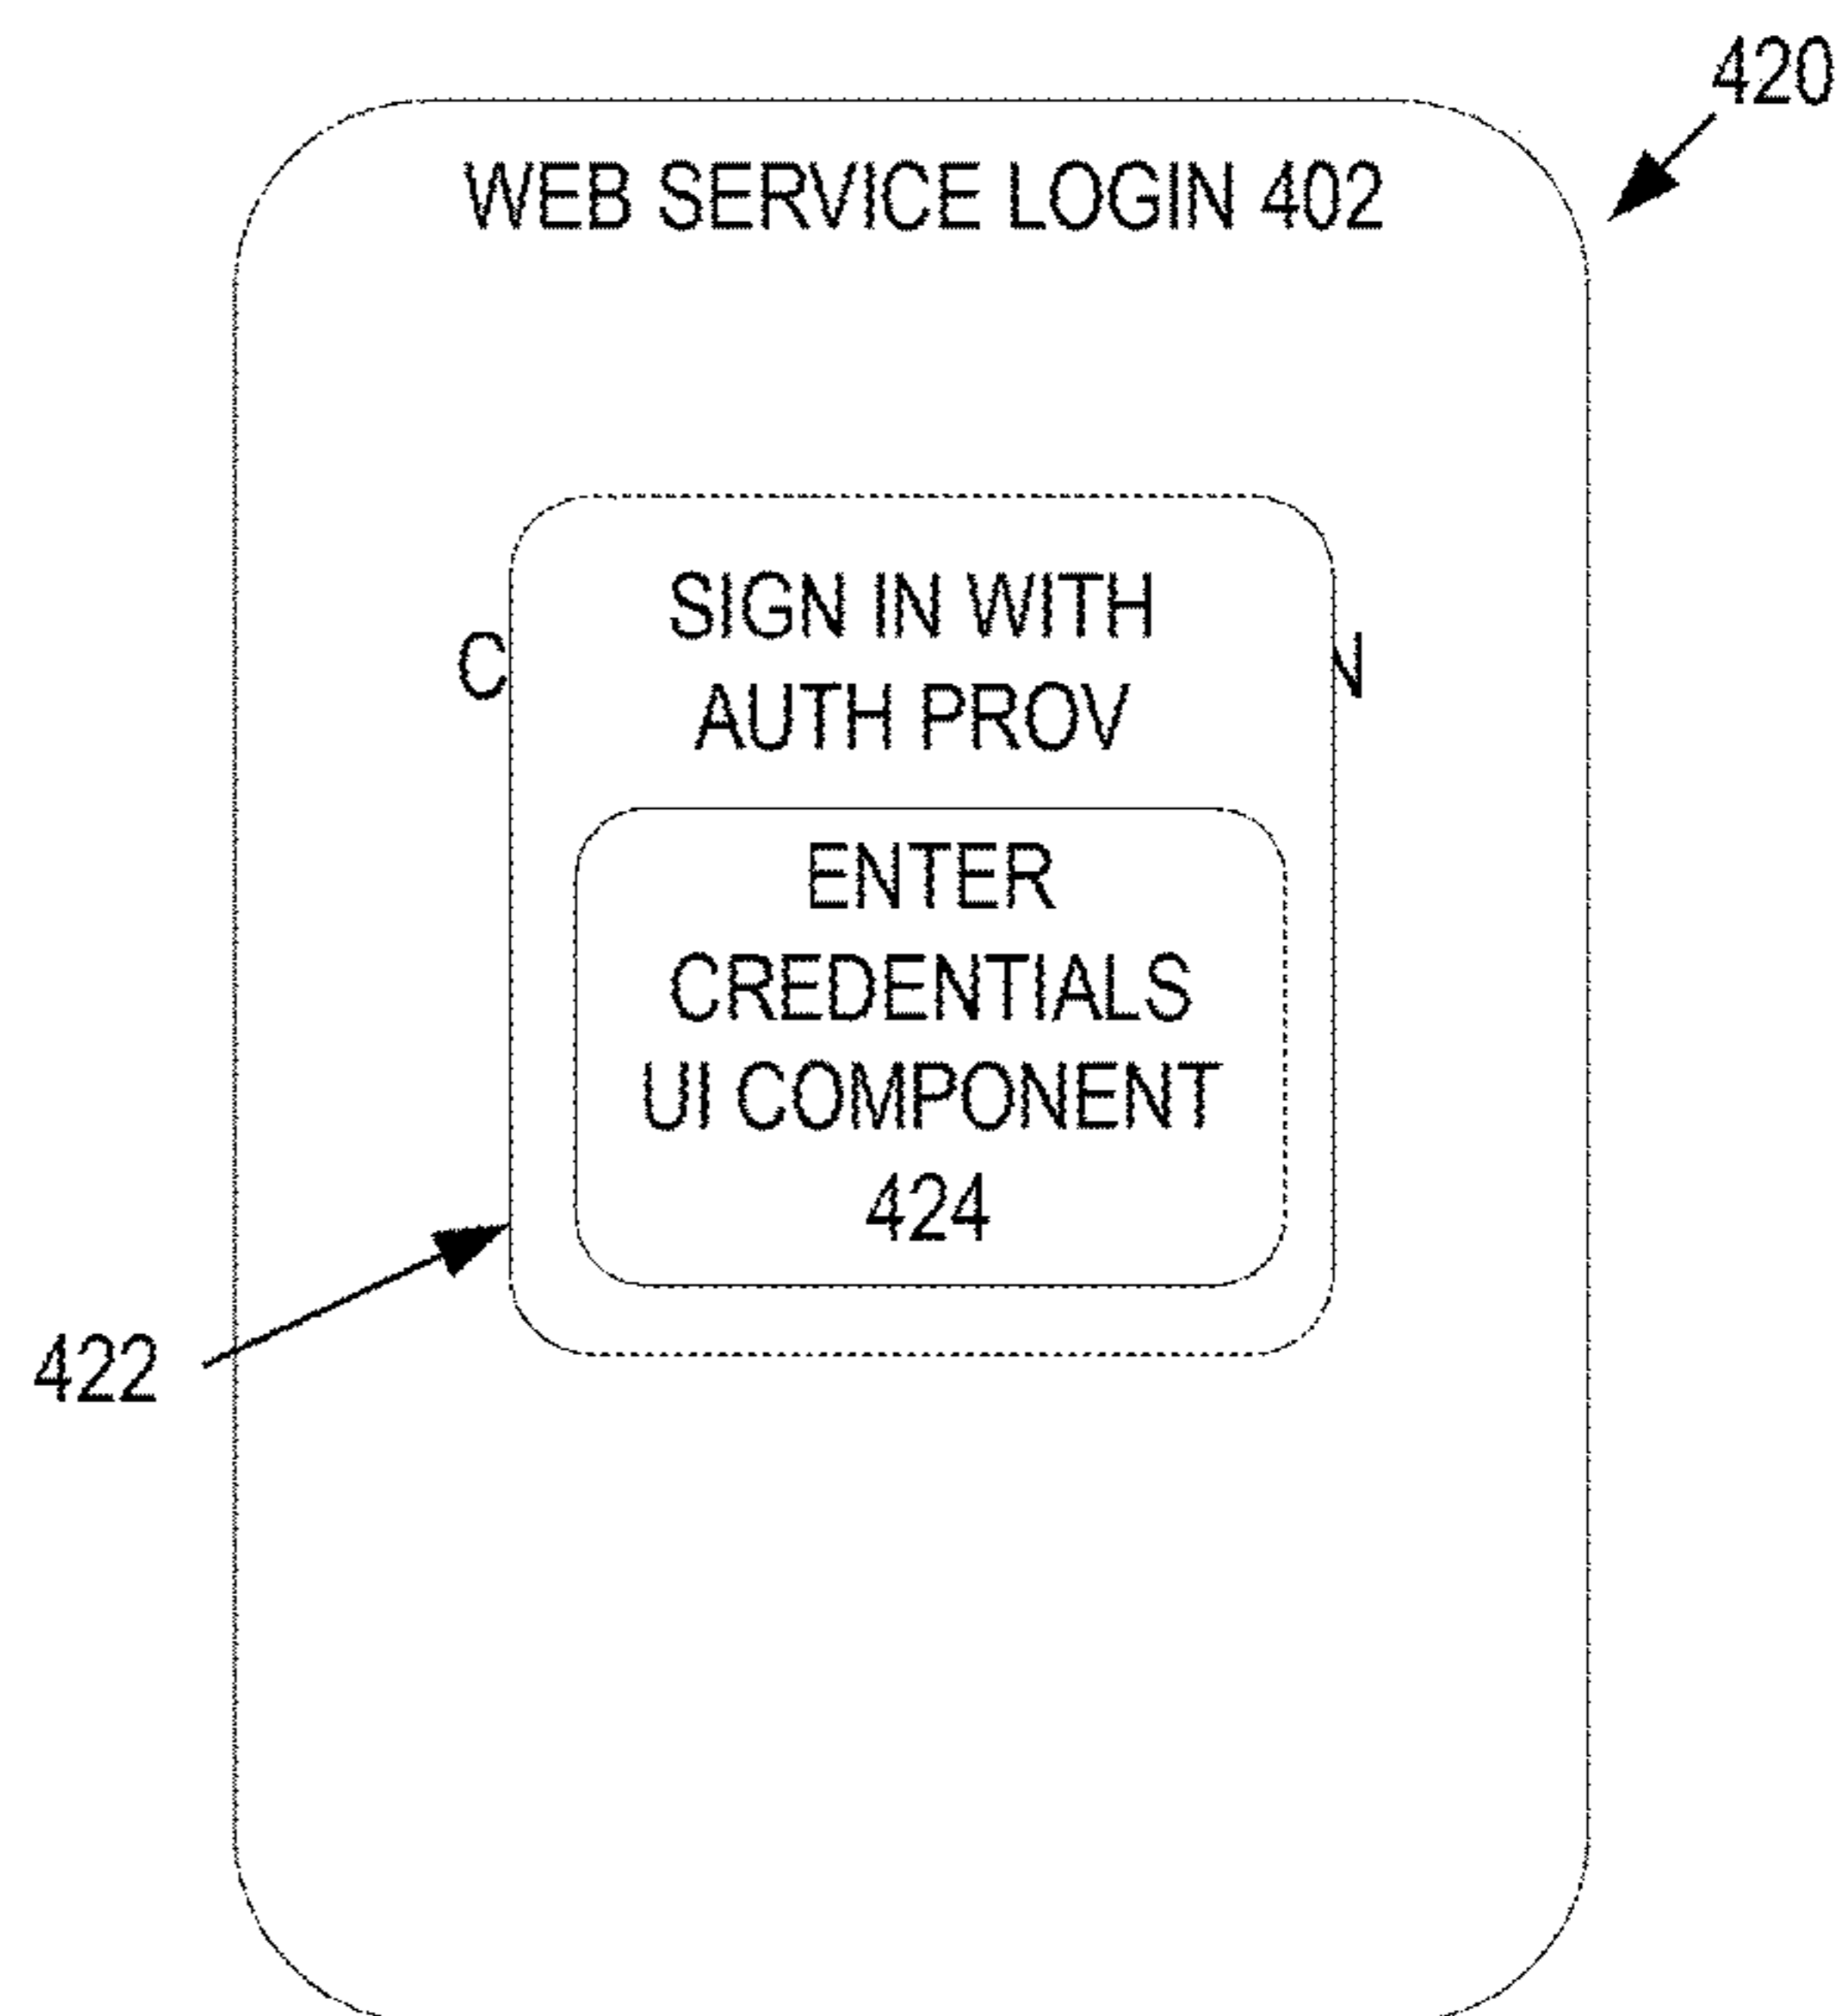 420
WEB SERVICE LOGIN 402
SIGN IN WITH
C N
AUTH PROV
ENTER
CREDENTIALS
UI COMPONENT
424
422